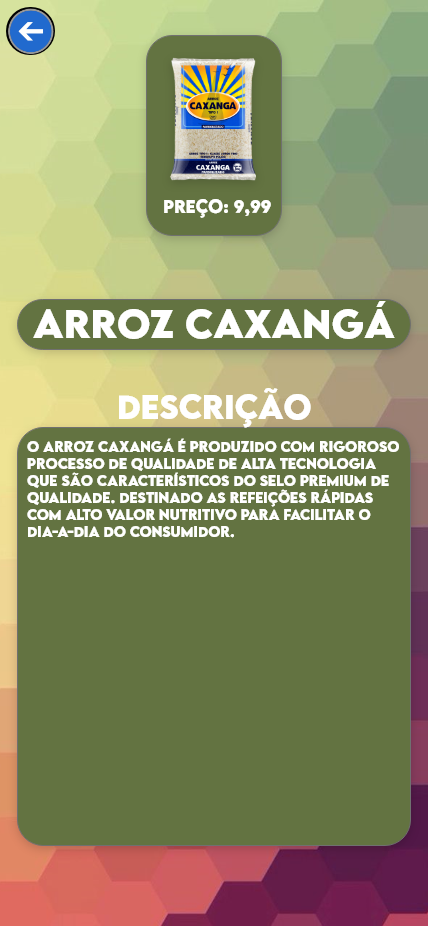 CAXANGÁ
CAXANGÁ
PREÇO: 9,99
ARROZ CAXANGÁ
DESCRIÇÃO
O ARROZ CAXANGÁ É PRODUZIDO COM RIGOROSO
PROCESSO DE QUALIDADE DE ALTA TECNOLOGIA
QUE SÃO CARACTERÍSTICOS DO SELO PREMIUM DE
QUALIDADE. DESTINADO AS REFEIÇÕES RÁPIDAS
COM ALTO VALOR NUTRITIVO PARA FACILITAR O
DIA-A-DIA DO CONSUMIDOR.